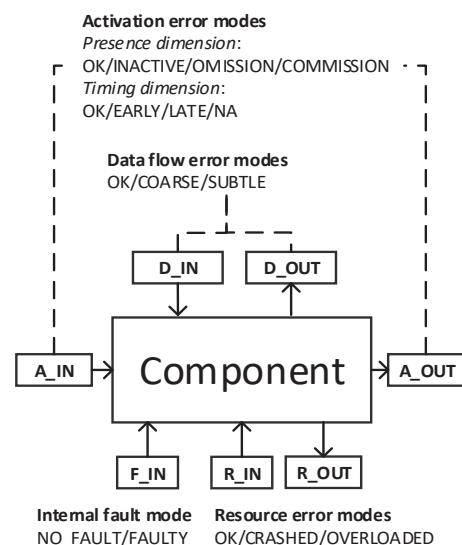 Activation error modes
Presence dimension:
OK/INACTIVE/OMISSION/COMMISSION
Timing dimension:
OK/EARLY/LATE/NA
Data flow error modes
OK/COARSE/SUBTLE
D_IN D_OUT
A_IN Component A_OUT
F_IN R_IN R_OUT
Internal fault mode Resource error modes
NO FAULT/FAULTY OK/CRASHED/OVERLOADED